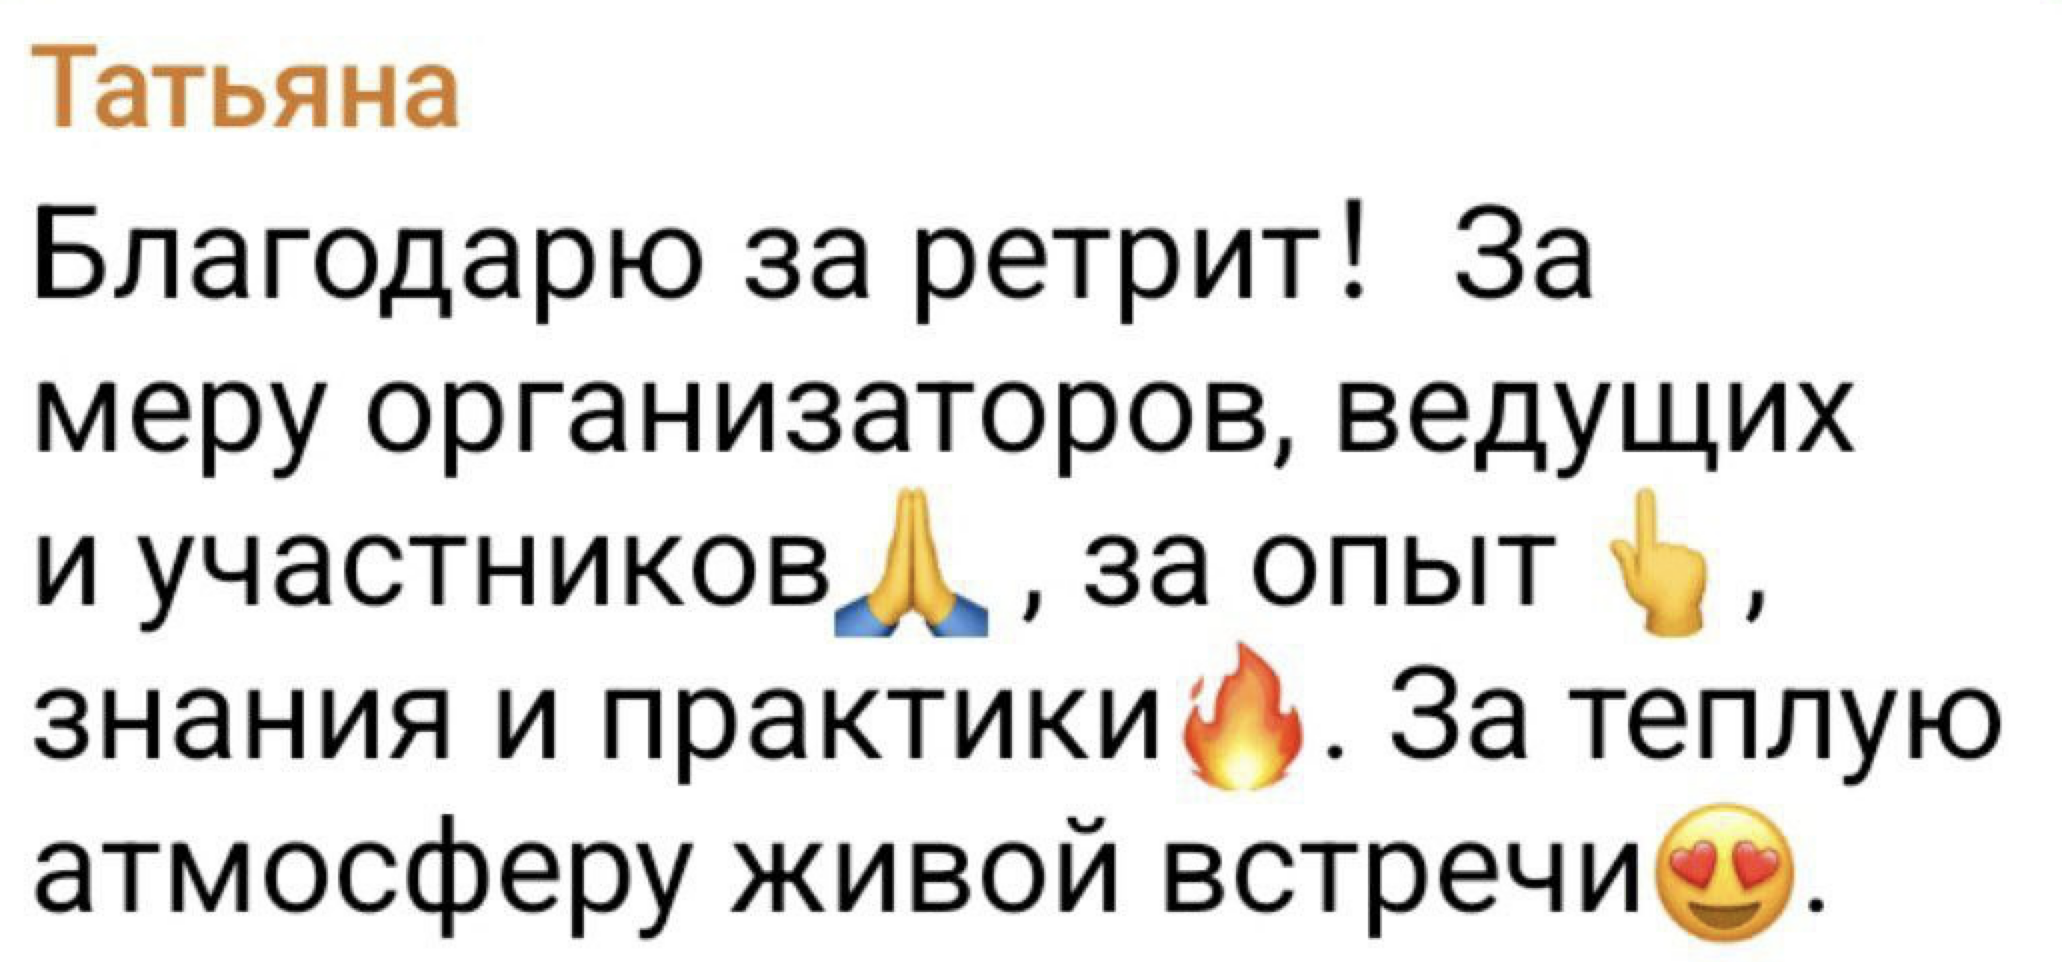 Татьяна
Благодарю за ретрит!  За
меру организаторов, ведущих
и участников🙏 , за опыт 👆 ,
знания и практики🔥. За теплую
атмосферу живой встречи😍.